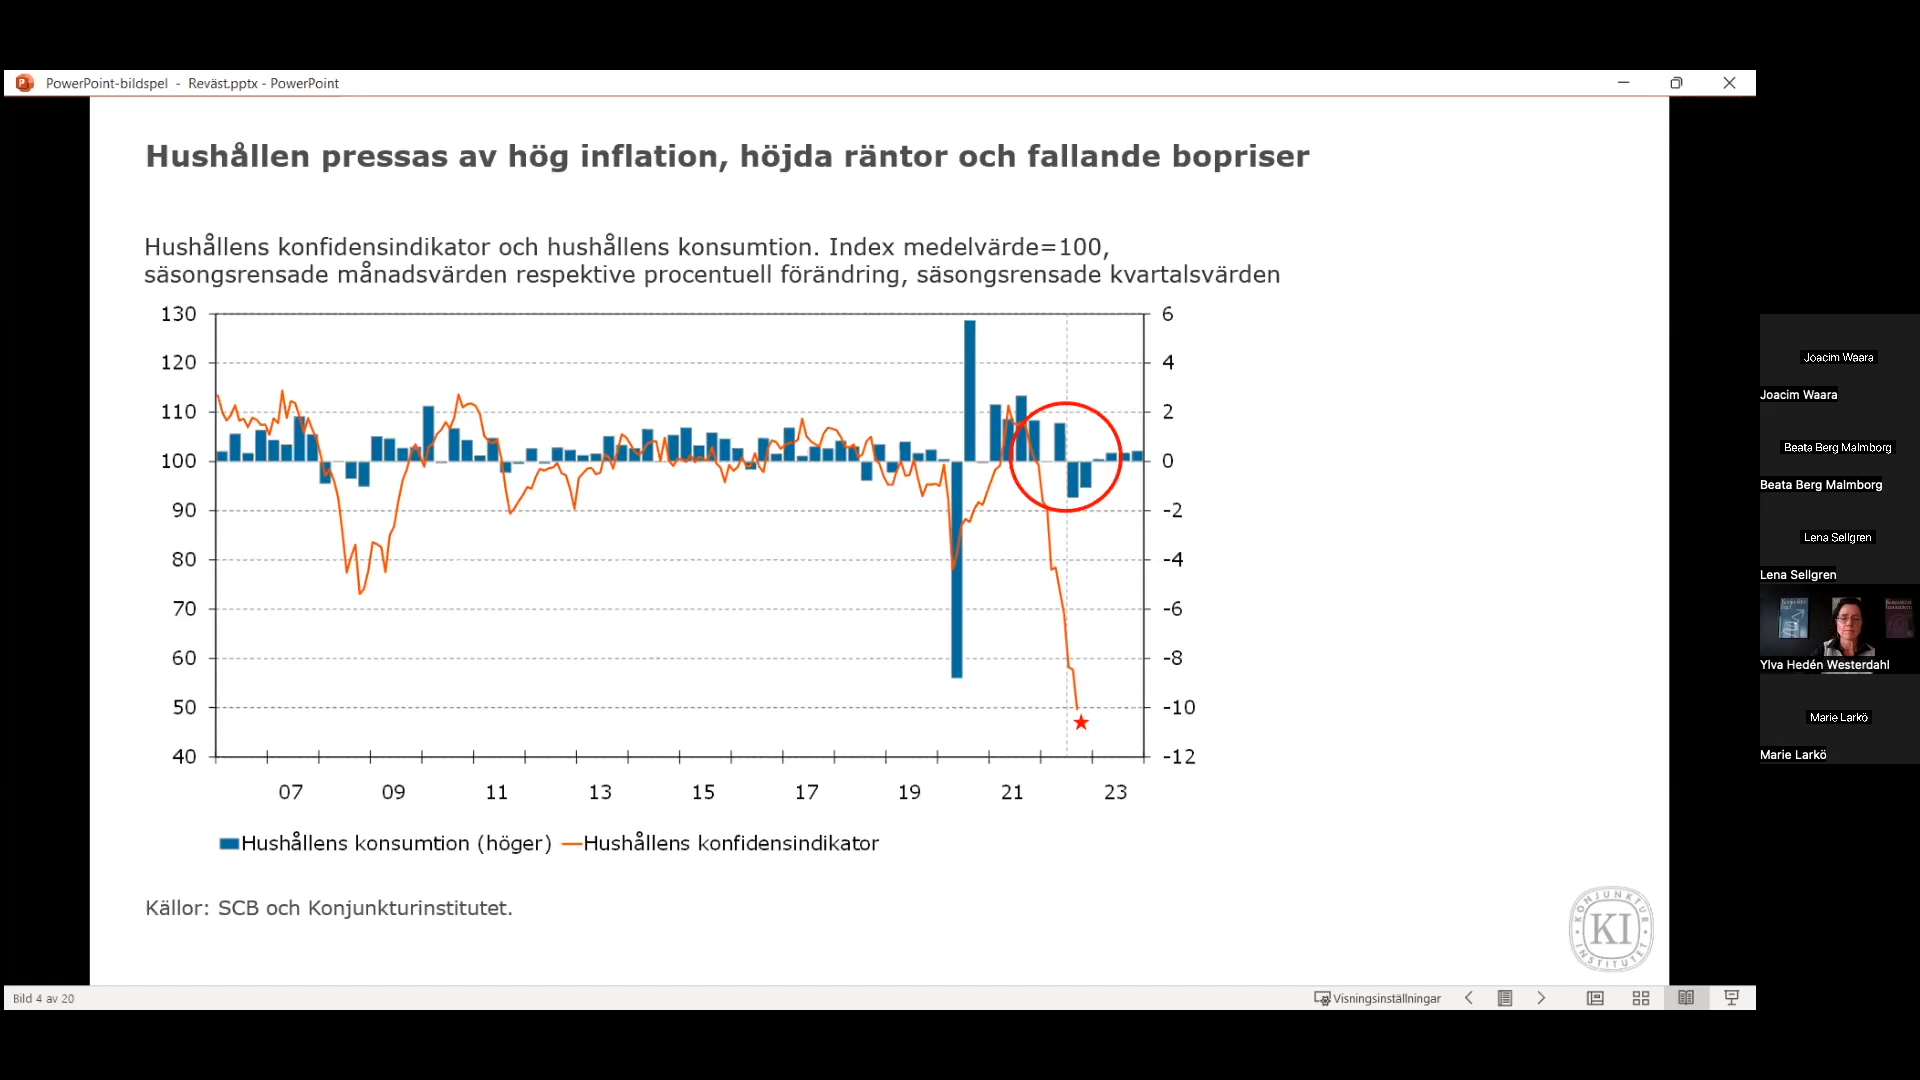 PowerPoint-bildspel - Reväst.pptx - PowerPoint
Hushållen pressas av hög inflation, höjda räntor och fallande bopriser
Hushållens konfidensindikator och hushållens konsumtion. Index medelvärde=100,
säsongsrensade månadsvärden respektive procentuell förändring, säsongsrensade kvartalsvärden
130 6
120 4
110 2
100 0
90 -2
80 -4
70 -6
60 -8
50 -10
40 -12
07 09 11 13 15 17 19 21 23
Hushållens konsumtion (höger) Hushållens konfidensindikator
Källor: SCB och Konjunkturinstitutet.
KONJUNKTUR
KI
INSTITUTET
Bild 4 av 20
Visningsinställningar
Joacim Waara
Joacim Waara
Beata Berg Malmborg
Beata Berg Malmborg
Lena Sellgren
Lena Sellgren
Ylva Hedén Westerdahl
Marie Larkö
Marie Larkö